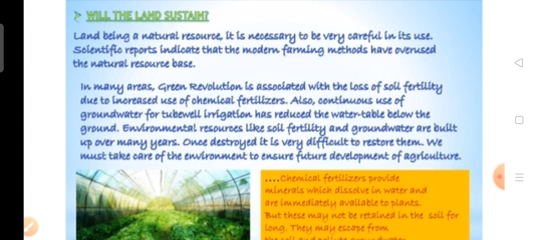 WILL THE LAND SUSTAIN?
Land being a natural resource, it is necessary to be very careful in its use.
Scientific reports indicate that the modern farming methods have overused
the natural resource base.
In many areas, Green Revolution is associated with the loss of soil fertility
due to increased use of chemical fertilizers. Also, continuous use of
groundwater for tubewell irrigation has reduced the water-table below the
ground. Environmental resources like soil fertility and groundwater are built
up over many years. Once destroyed it is very difficult to restore them. We
must take care of the environment to ensure future development of agriculture.
....Chemical fertilizers provide
minerals which dissolve in water and
are immediately available to plants.
But these may not be retained in the soil for
long. They may escape from
the soil and pollute groundwater